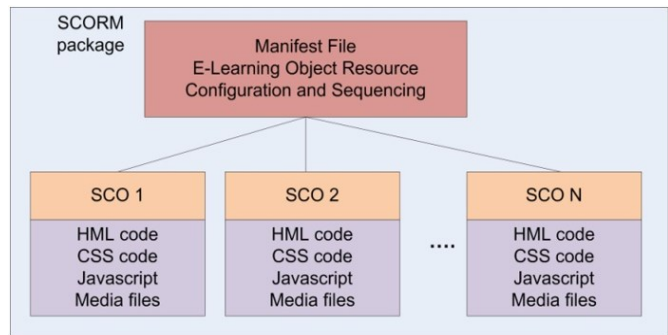 SCORM
package
Manifest File
E-Learning Object Resource
Configuration and Sequencing
SCO 1
HML code
CSS code
Javascript
Media files
SCO 2
HML code
CSS code
Javascript
Media files
....
SCO N
HML code
CSS code
Javascript
Media files